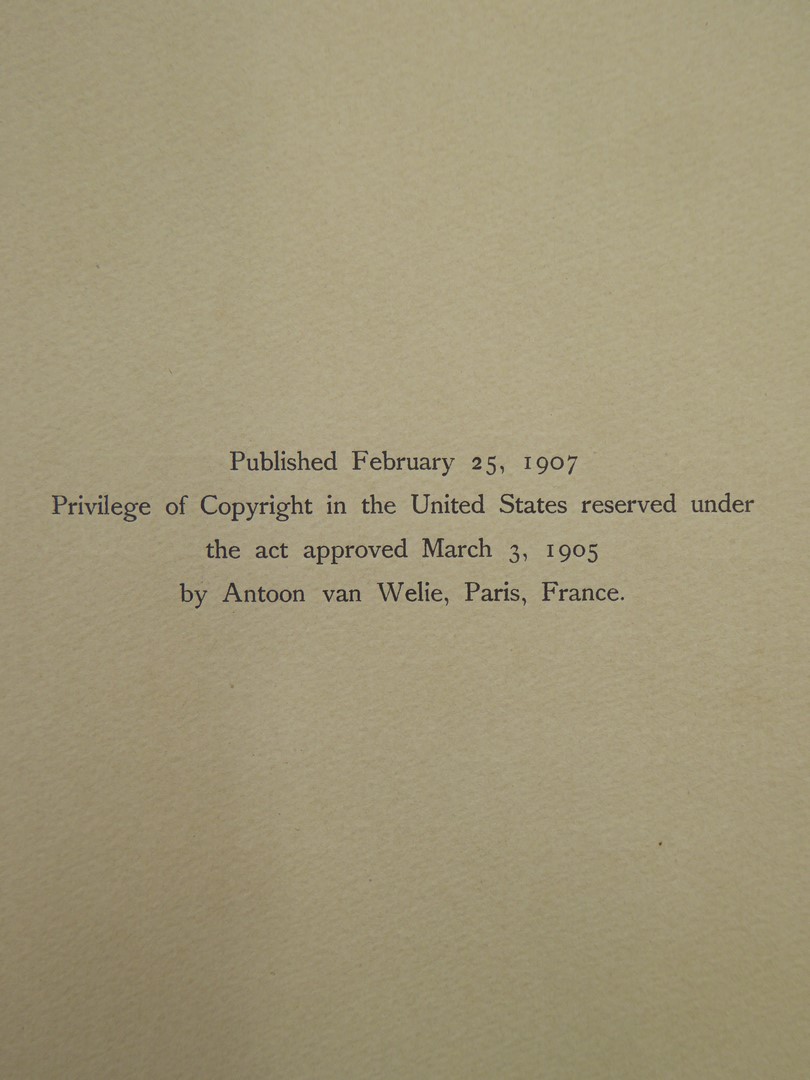 Published February 25, 1907
Privilege of Copyright in the United States reserved under
the act approved March 3, 1905
by Antoon van Welie, Paris, France.